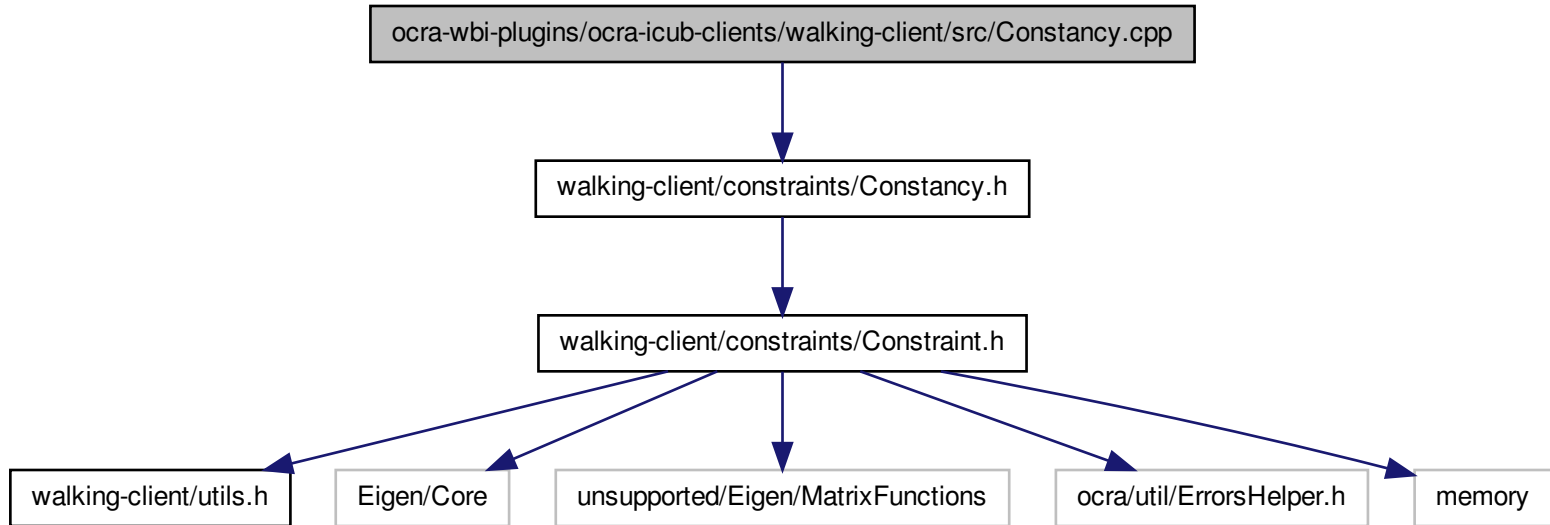 ocra-wbi-plugins/ocra-icub-clients/walking-client/src/Constancy.cpp
walking-client/constraints/Constancy.h
walking-client/constraints/Constraint.h
walking-client/utils.h
Eigen/Core
unsupported/Eigen/MatrixFunctions
ocra/util/ErrorsHelper.h
memory